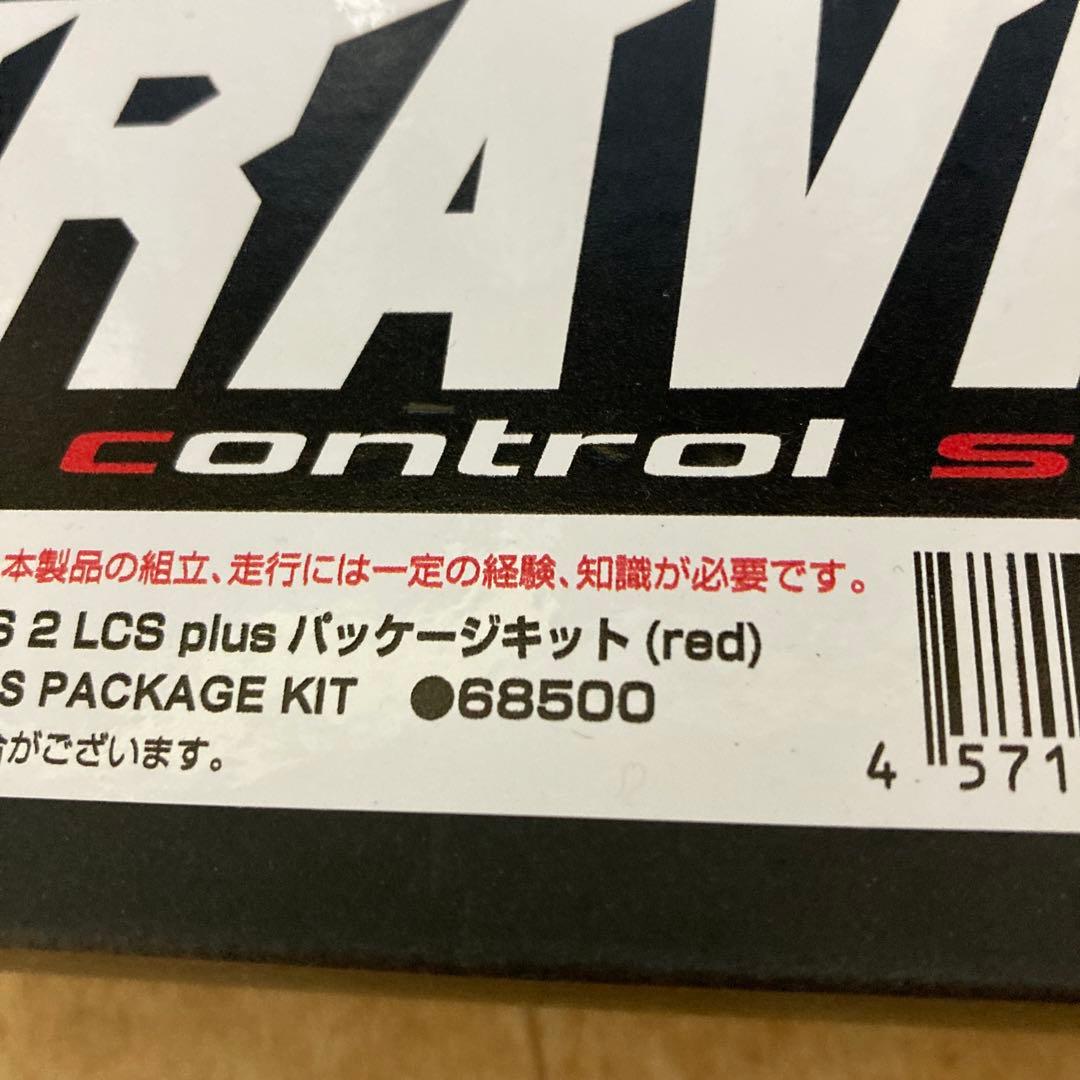 RAV
control s
本製品の組立、走行には一定の経験、知識が必要です。
S 2 LCS plus パッケージキット (red)
S PACKAGE KIT ●68500
がございます。
4 571